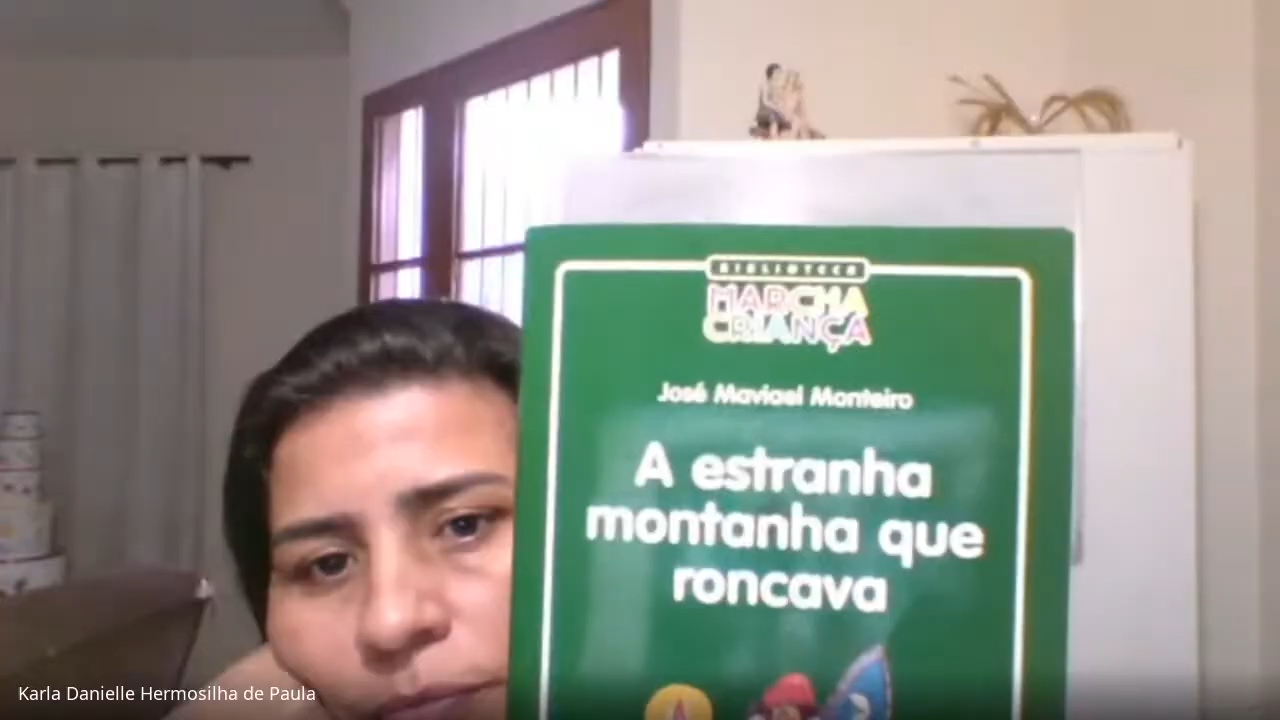 BIBLIOTECA
MARCHA
CRIANÇA
José Maviael Monteiro
A estranha
montanha que
roncava
Karla Danielle Hermosilha de Paula